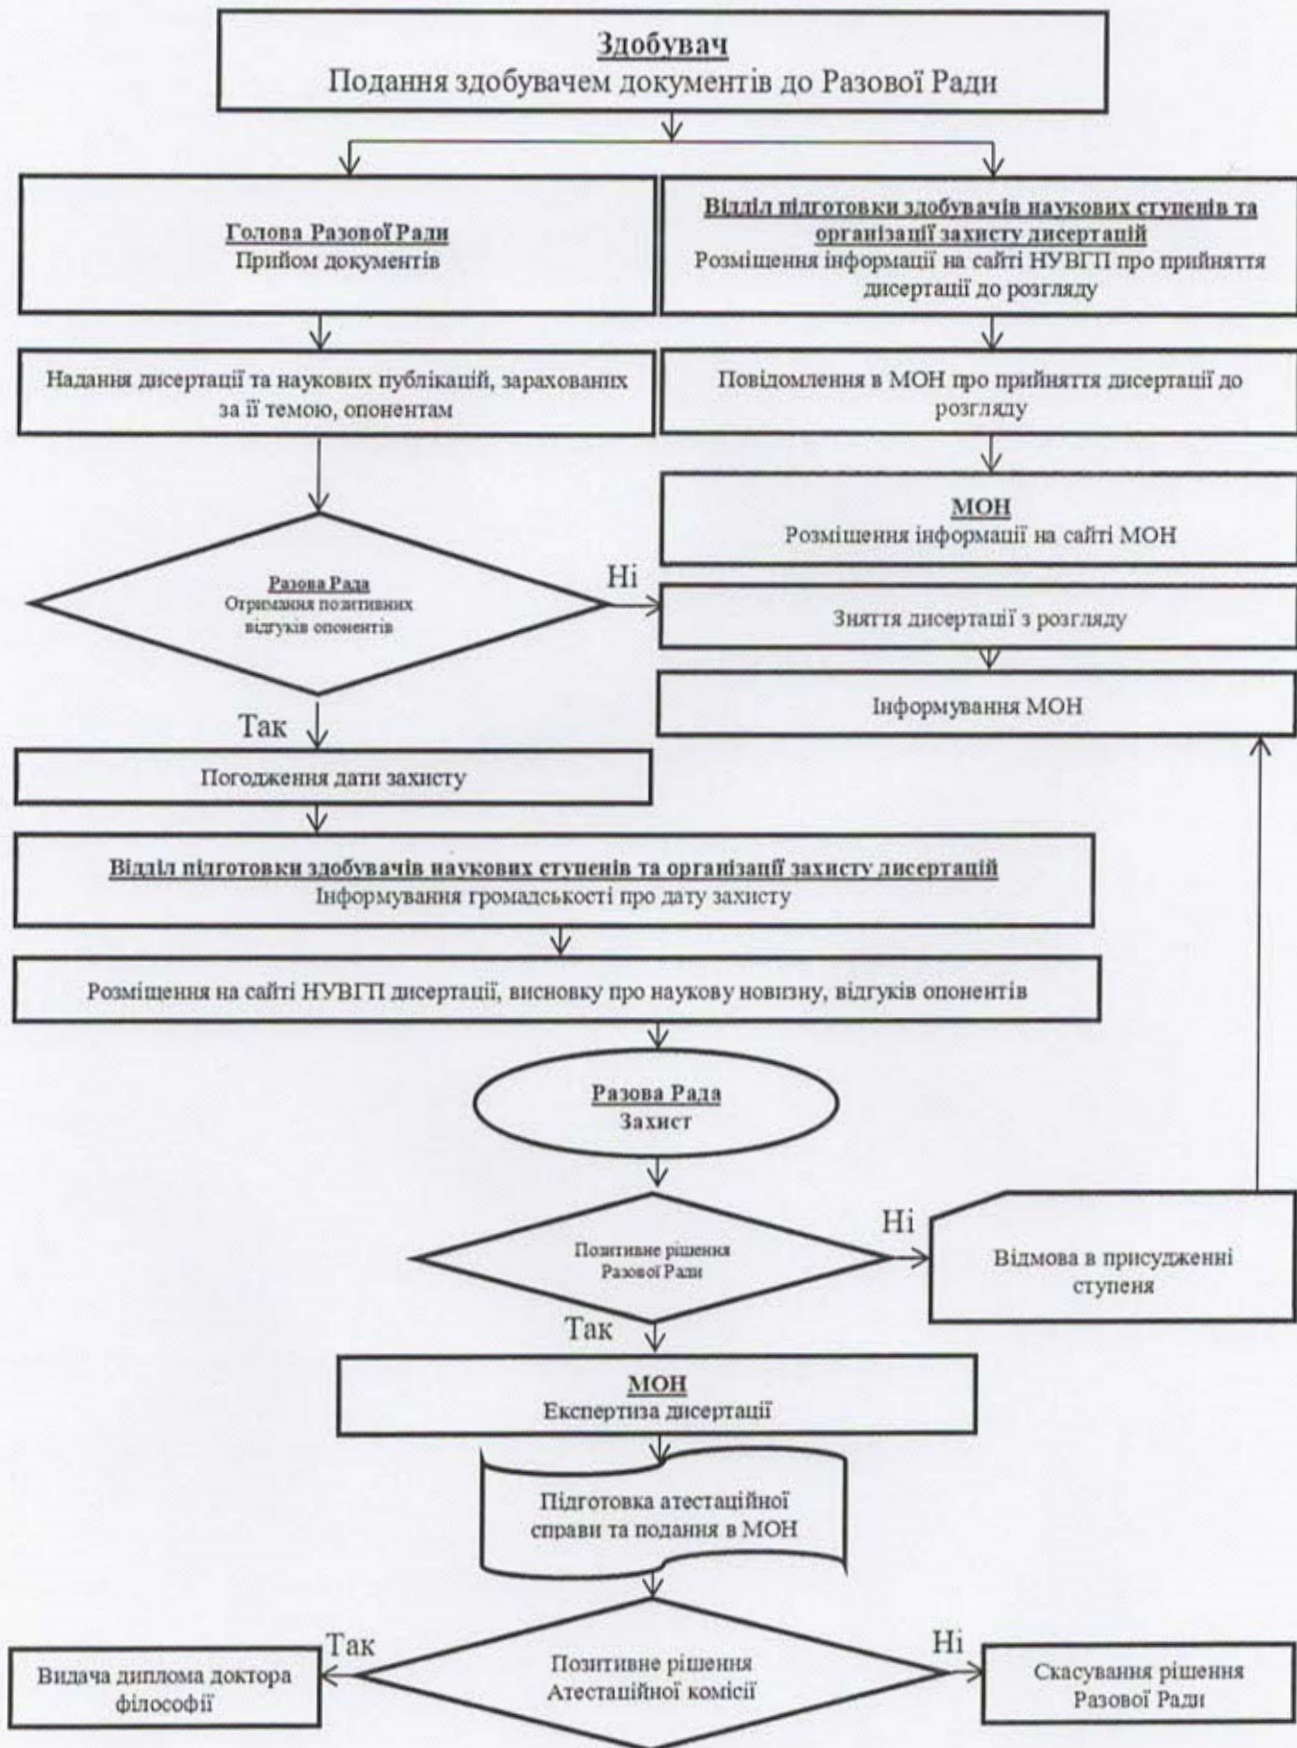 Здобувач
Подання здобувачем документів до Разової Ради
Голова Разової Ради
Прийом документів
Відділ підготовки здобувачів наукових ступенів та
організації захисту дисертацій
Розміщення інформації на сайті НУВГП про прийняття
дисертації до розгляду
Надання дисертації та наукових публікацій, зарахованих
за її темою, опонентам
Повідомлення в МОН про прийняття дисертації до
розгляду
МОН
Розміщення інформації на сайті МОН
Разова Рада
Отримання позитивних
відгуків опонентів
Ні
Зняття дисертації з розгляду
Інформування МОН
Так
Погодження дати захисту
Відділ підготовки здобувачів наукових ступенів та організації захисту дисертацій
Інформування громадськості про дату захисту
Розміщення на сайті НУВГП дисертації, висновку про наукову новизну, відгуків опонентів
Разова Рада
Захист
Позитивне рішення
Разової Ради
Ні
Відмова в присудженні
ступеня
Так
МОН
Експертиза дисертації
Підготовка атестаційної
справи та подання в МОН
Позитивне рішення
Атестаційної комісії
Так
Видача диплома доктора
філософії
Ні
Скасування рішення
Разової Ради